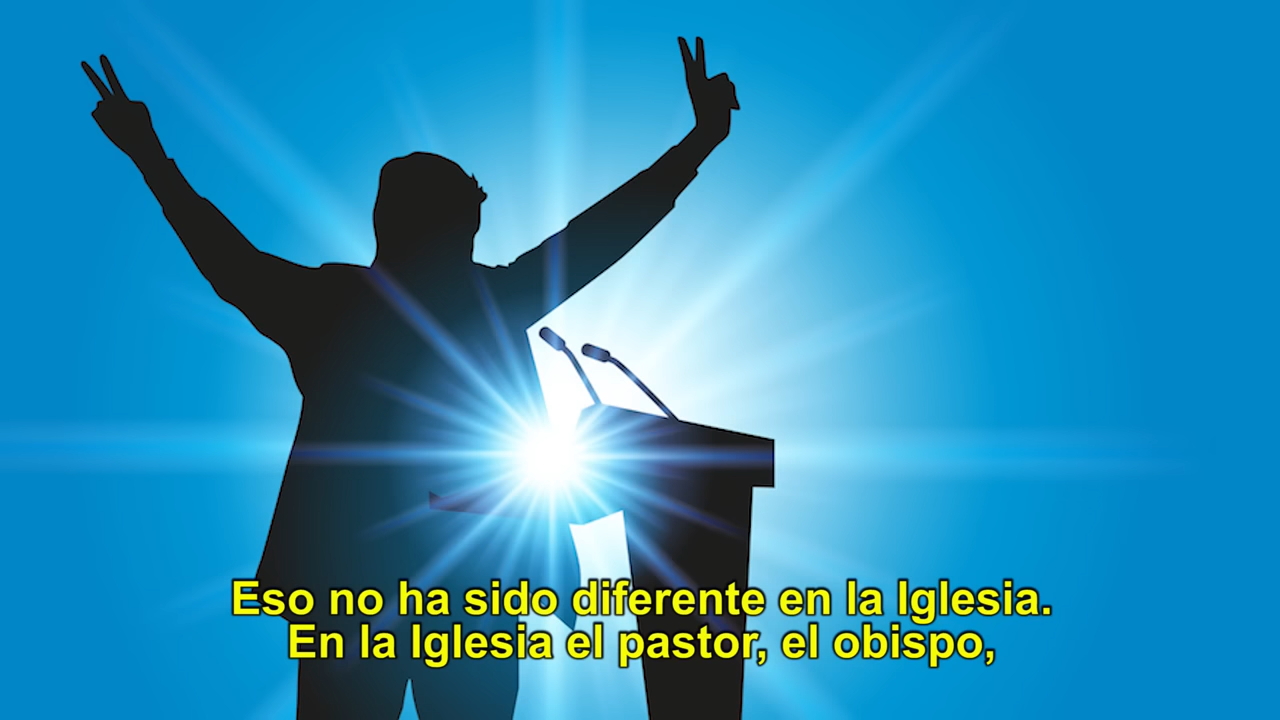 Eso no ha sido diferente en la Iglesia.
En la Iglesia el pastor, el obispo,